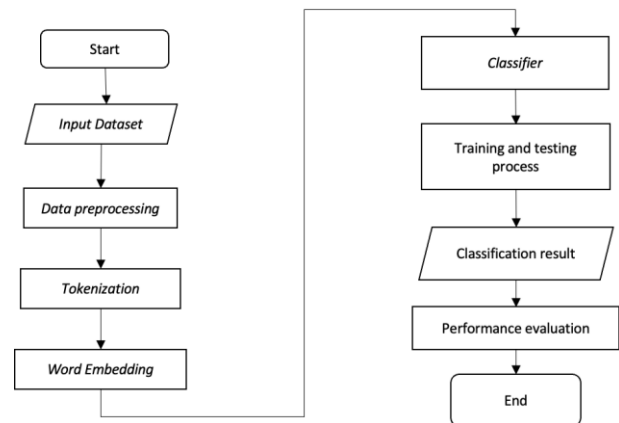 Start
Input Dataset
Data preprocessing
Tokenization
Word Embedding
Classifier
Training and testing
process
Classification result
Performance evaluation
End